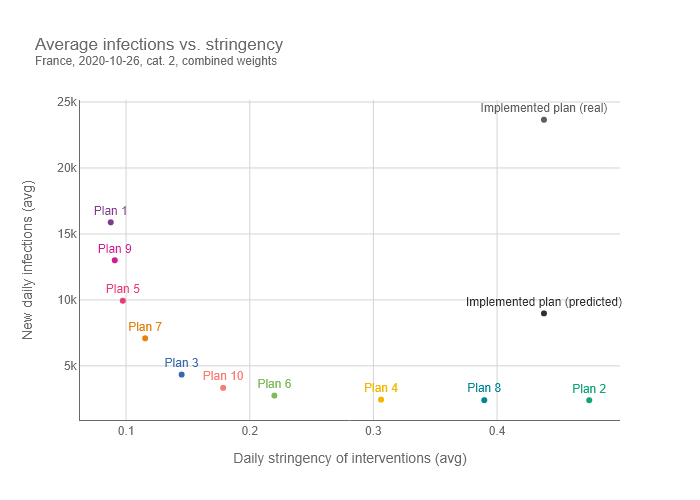 Average infections vs. stringency
France, 2020-10-26, cat. 2, combined weights
25k
Implemented plan (real)
20k
Plan 1
15k
Plan 9
Plan 5
10k
Implemented plan (predicted)
Plan 7
5k
Plan 3
Plan 10
Plan 6
Plan 4
Plan 8
Plan 2
0.1
0.2
0.3
0.4
New daily infections (avg)
Daily stringency of interventions (avg)